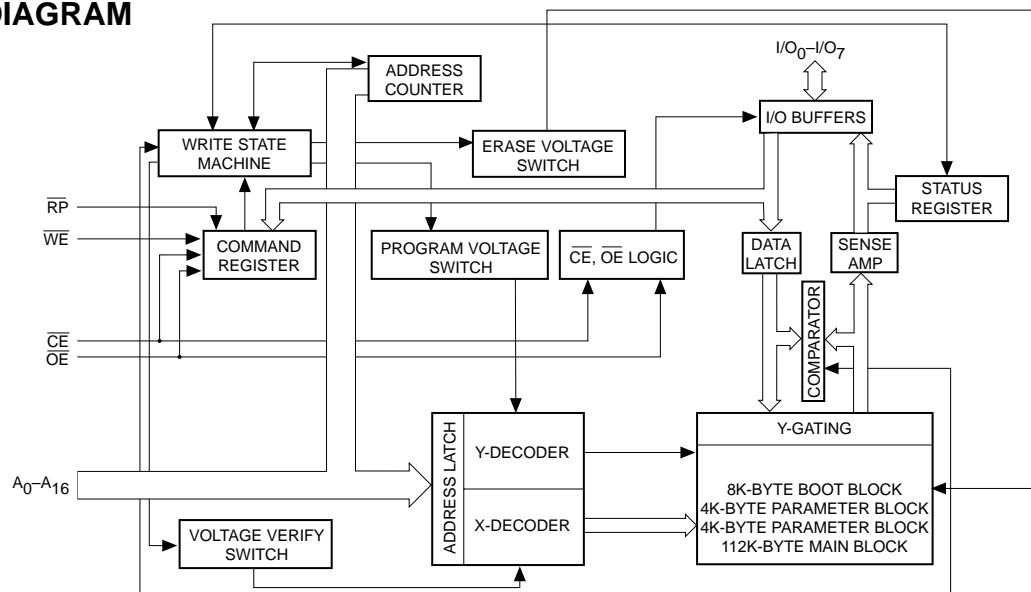 DIAGRAM
I/O0–I/O7
ADDRESS
COUNTER
I/O BUFFERS
WRITE STATE
MACHINE
ERASE VOLTAGE
SWITCH
STATUS
REGISTER
RP
WE
COMMAND
REGISTER
PROGRAM VOLTAGE
SWITCH
CE, OE LOGIC
DATA
LATCH
SENSE
AMP
COMPARATOR
CE
OE
ADDRESS LATCH
Y-DECODER
X-DECODER
Y-GATING
8K-BYTE BOOT BLOCK
4K-BYTE PARAMETER BLOCK
4K-BYTE PARAMETER BLOCK
112K-BYTE MAIN BLOCK
A0–A16
VOLTAGE VERIFY
SWITCH